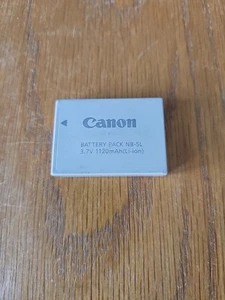 Canon
BATTERY PACK NB-5L
3.7V 1120mAh(Li-ion)